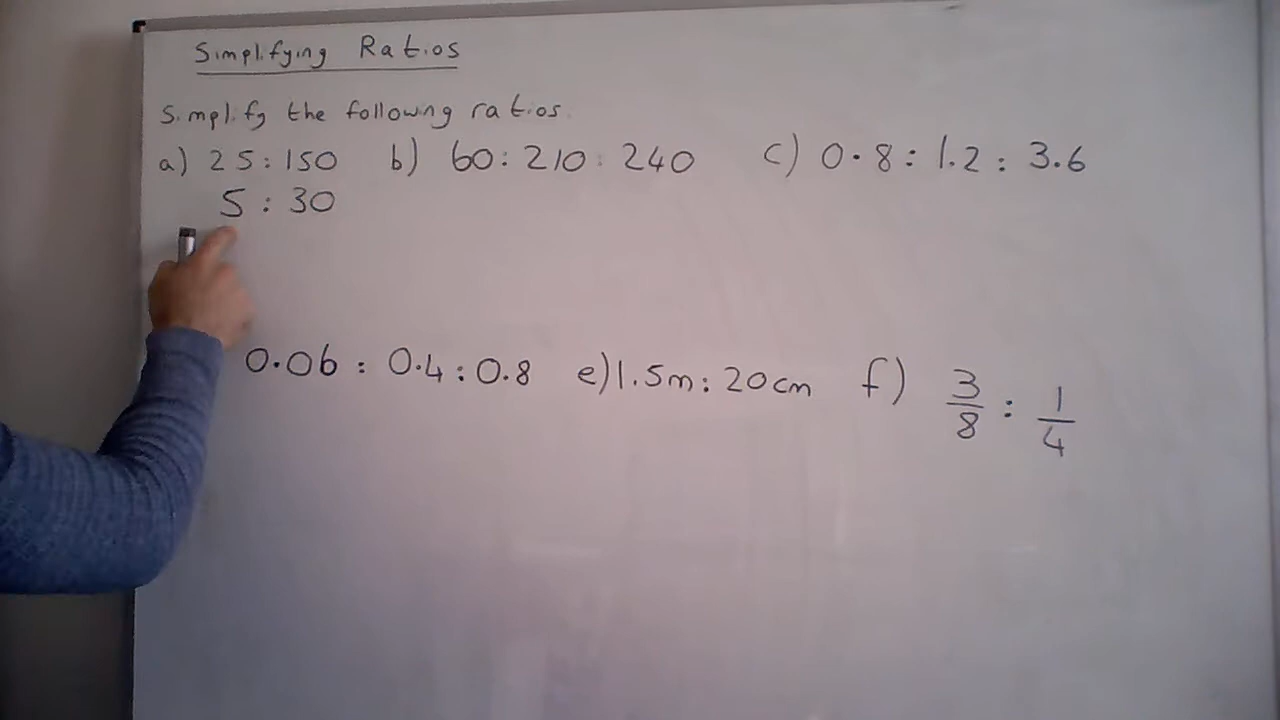 Simplifying Ratios
Simplify the following ratios.
a) 25:150 b) 60:210:240 c) 0.8:1.2:3.6
5:30
0.06:0.4:0.8 e) 1.5m:20cm f) 3/8 : 1/4